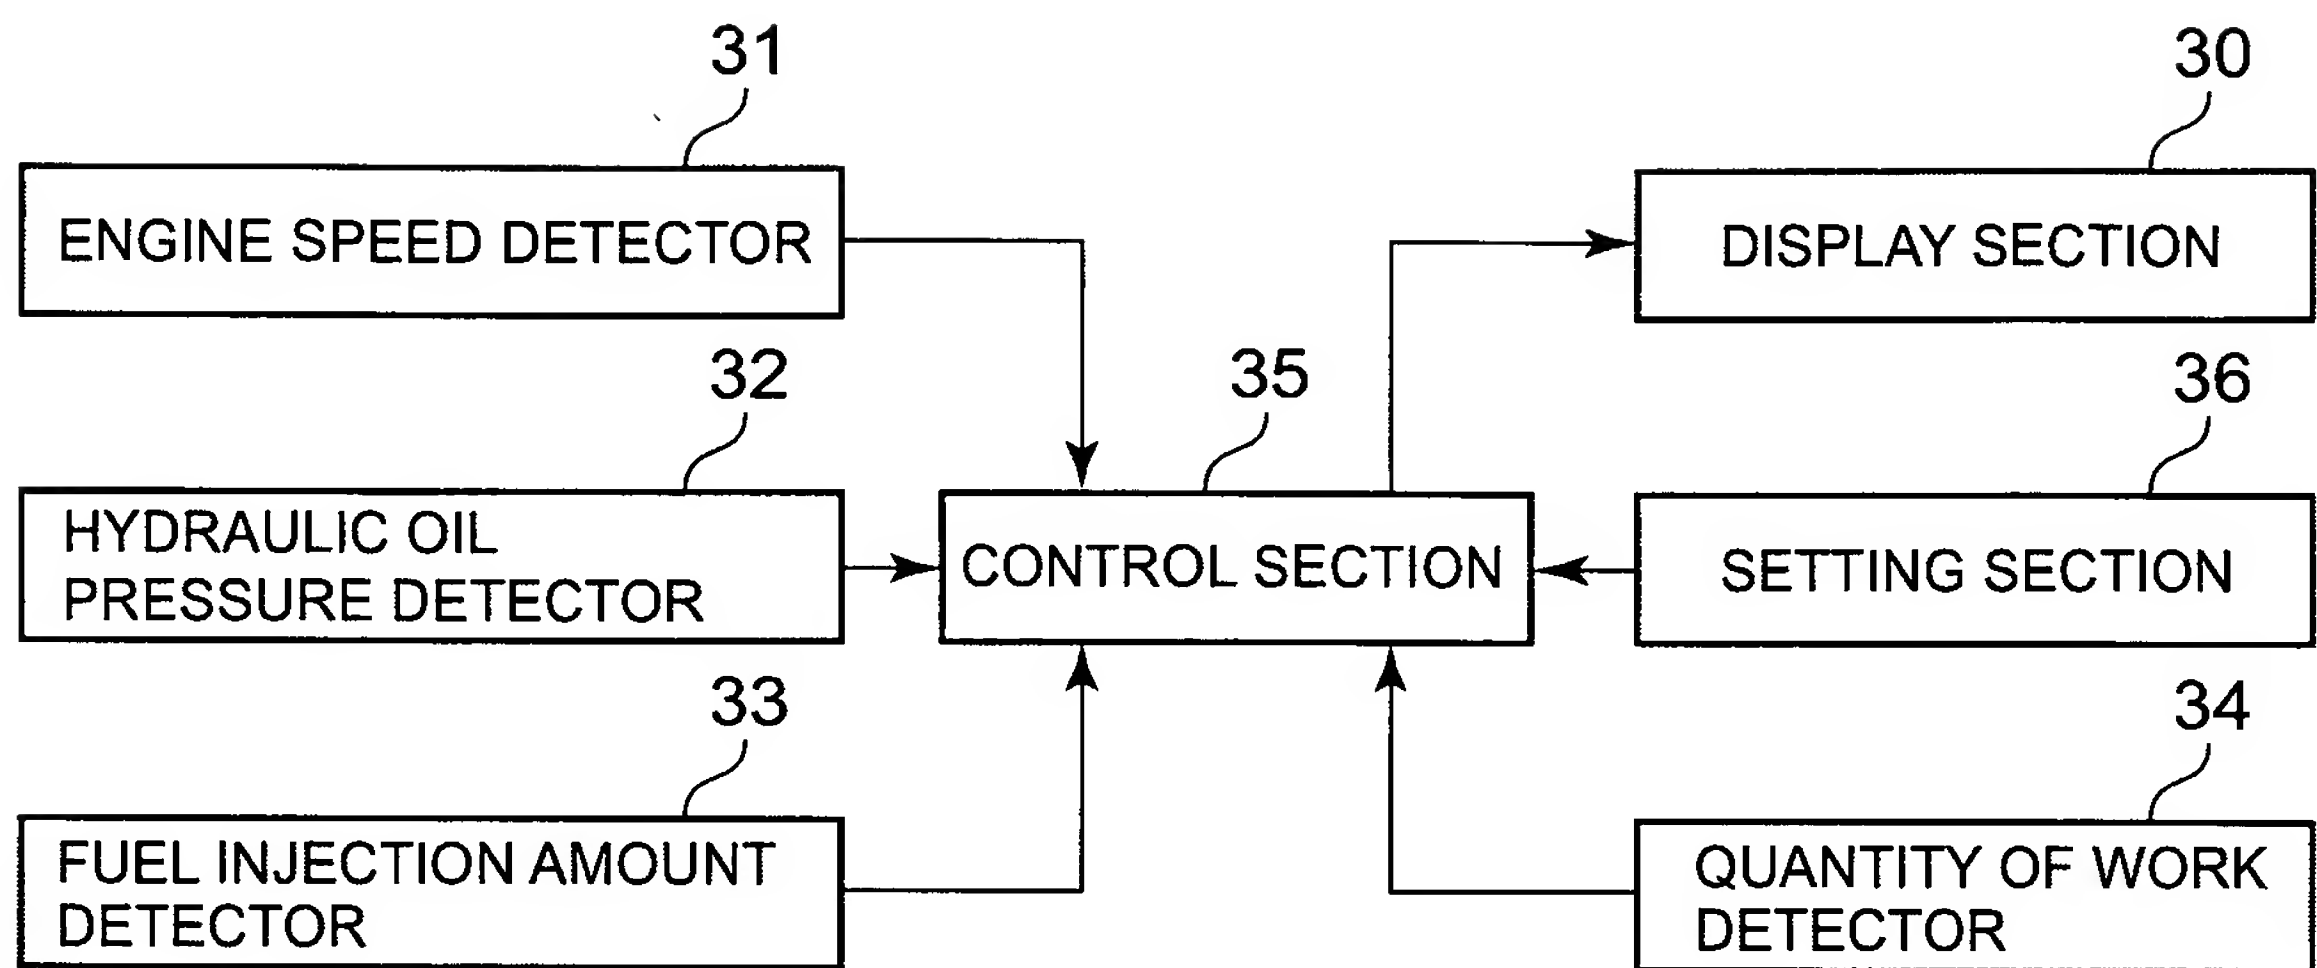 31
ENGINE SPEED DETECTOR
30
DISPLAY SECTION
32
HYDRAULIC OIL
PRESSURE DETECTOR
35
CONTROL SECTION
36
SETTING SECTION
33
FUEL INJECTION AMOUNT
DETECTOR
34
QUANTITY OF WORK
DETECTOR